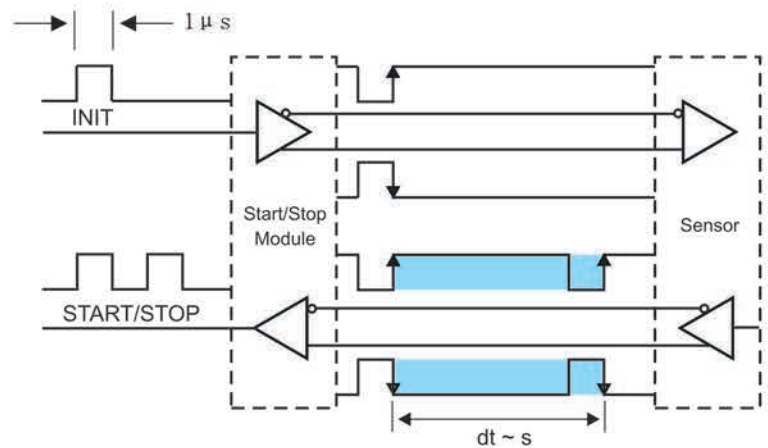 1 μ s
INIT
Start/Stop
Module
Sensor
START/STOP
dt ~ s